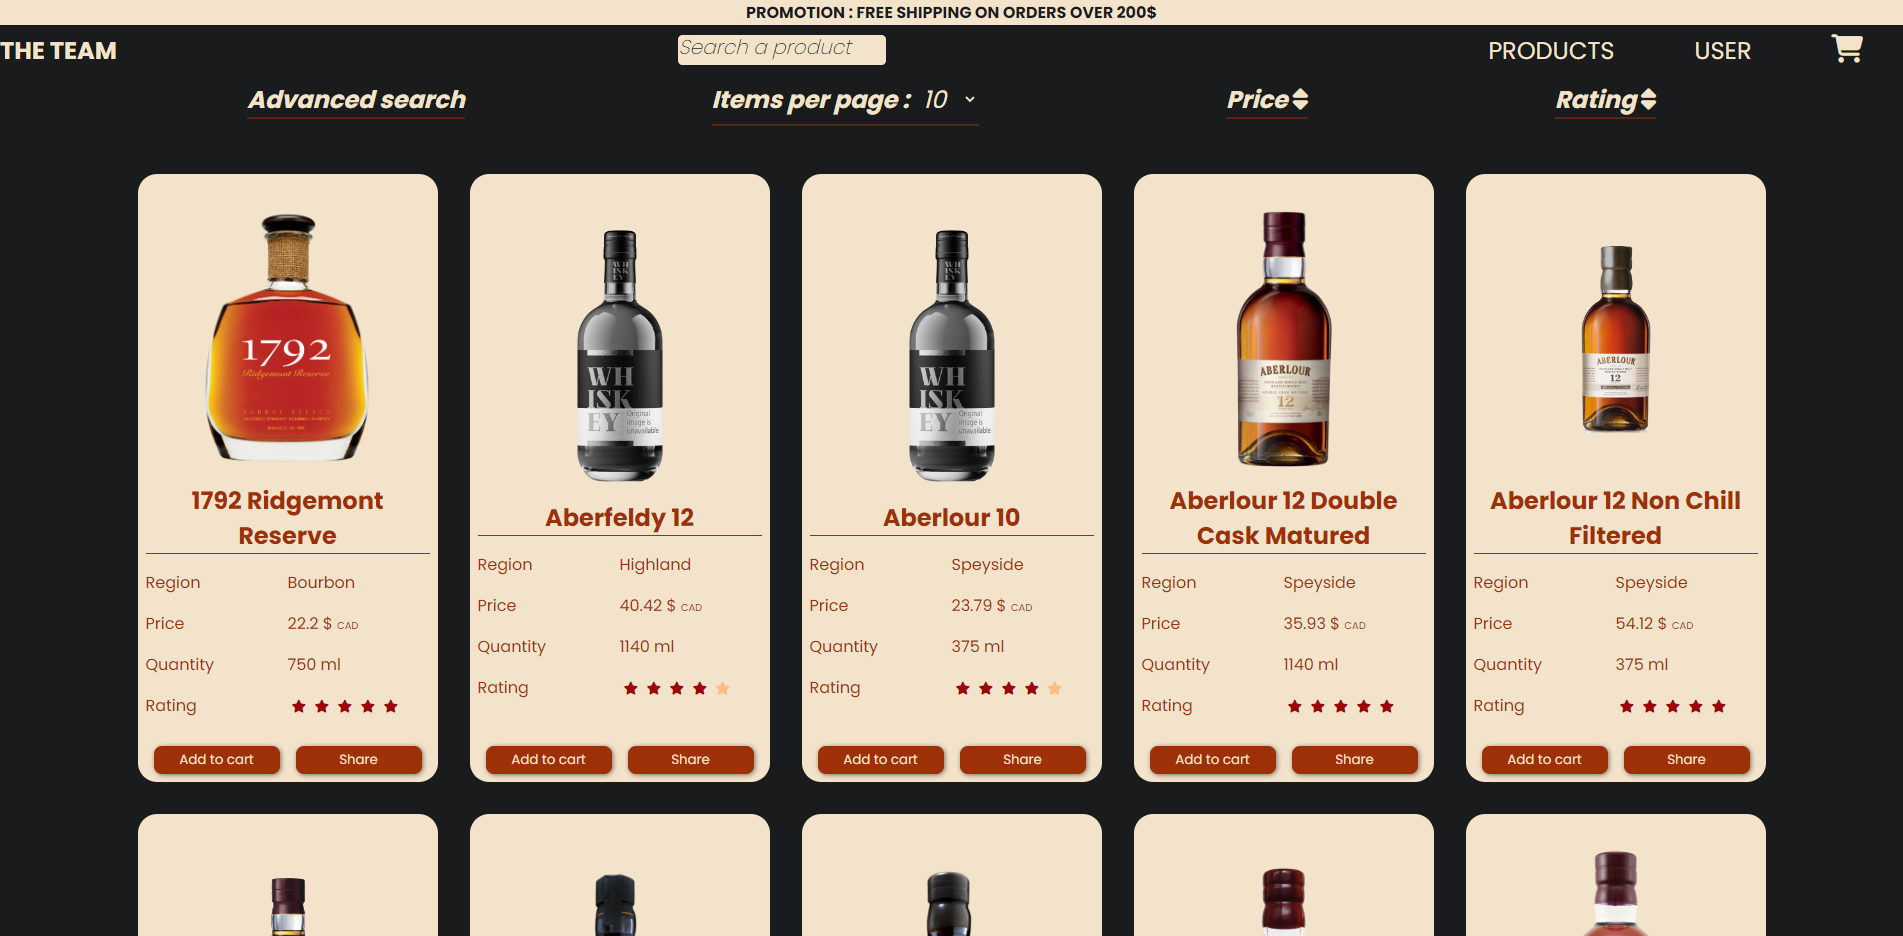 PROMOTION : FREE SHIPPING ON ORDERS OVER 200$
THE TEAM
Search a product
PRODUCTS
USER
Advanced search
Items per page : 10
Price
Rating
1792
Ridgemont Reserve
1792 Ridgemont
Reserve
Region Bourbon
Price 22.2 $ CAD
Quantity 750 ml
Rating
Add to cart
Share
WH
ISK
EY
WH
ISK
EY
Original
image is
unavailable
Aberfeldy 12
Region Highland
Price 40.42 $ CAD
Quantity 1140 ml
Rating
Add to cart
Share
WH
ISK
EY
WH
ISK
EY
Original
image is
unavailable
Aberlour 10
Region Speyside
Price 23.79 $ CAD
Quantity 375 ml
Rating
Add to cart
Share
ABERLOUR
12
Aberlour 12 Double
Cask Matured
Region Speyside
Price 35.93 $ CAD
Quantity 1140 ml
Rating
Add to cart
Share
ABERLOUR
12
Aberlour 12 Non Chill
Filtered
Region Speyside
Price 54.12 $ CAD
Quantity 375 ml
Rating
Add to cart
Share